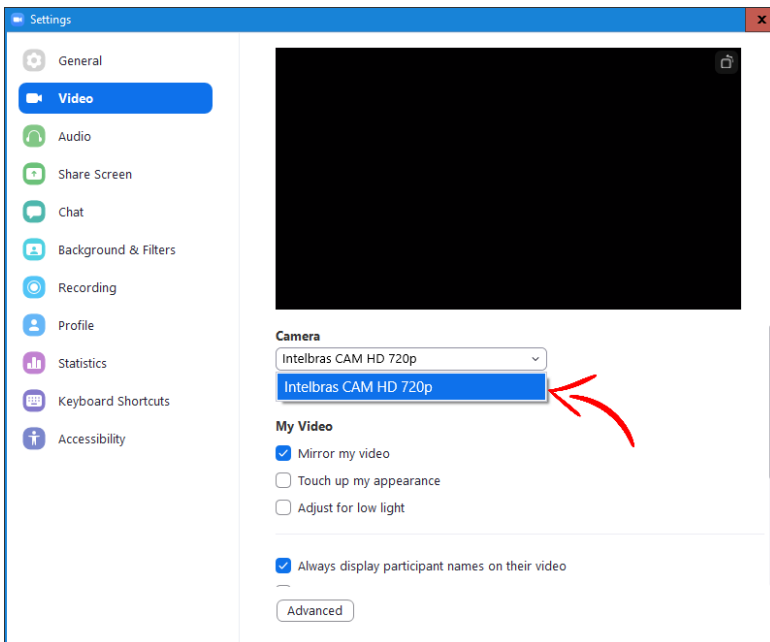 Settings
x
General
Video
Audio
Share Screen
Chat
Background & Filters
Recording
Profile
Statistics
Keyboard Shortcuts
Accessibility
Camera
Intelbras CAM HD 720p
Intelbras CAM HD 720p
My Video
Mirror my video
Touch up my appearance
Adjust for low light
Always display participant names on their video
Advanced